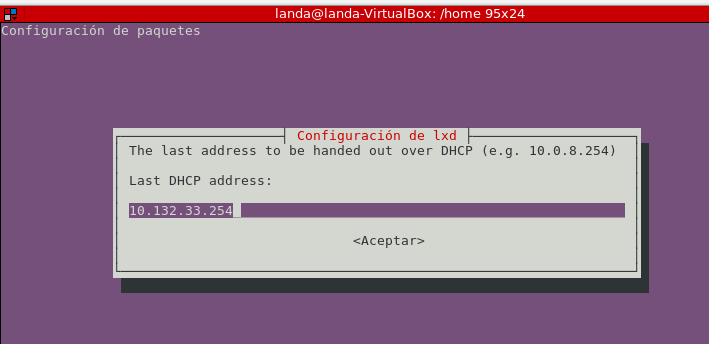 landa@landa-VirtualBox: /home 95x24
Configuración de paquetes
Configuración de lxd
The last address to be handed out over DHCP (e.g. 10.0.8.254)
Last DHCP address:
10.132.33.254
<Aceptar>